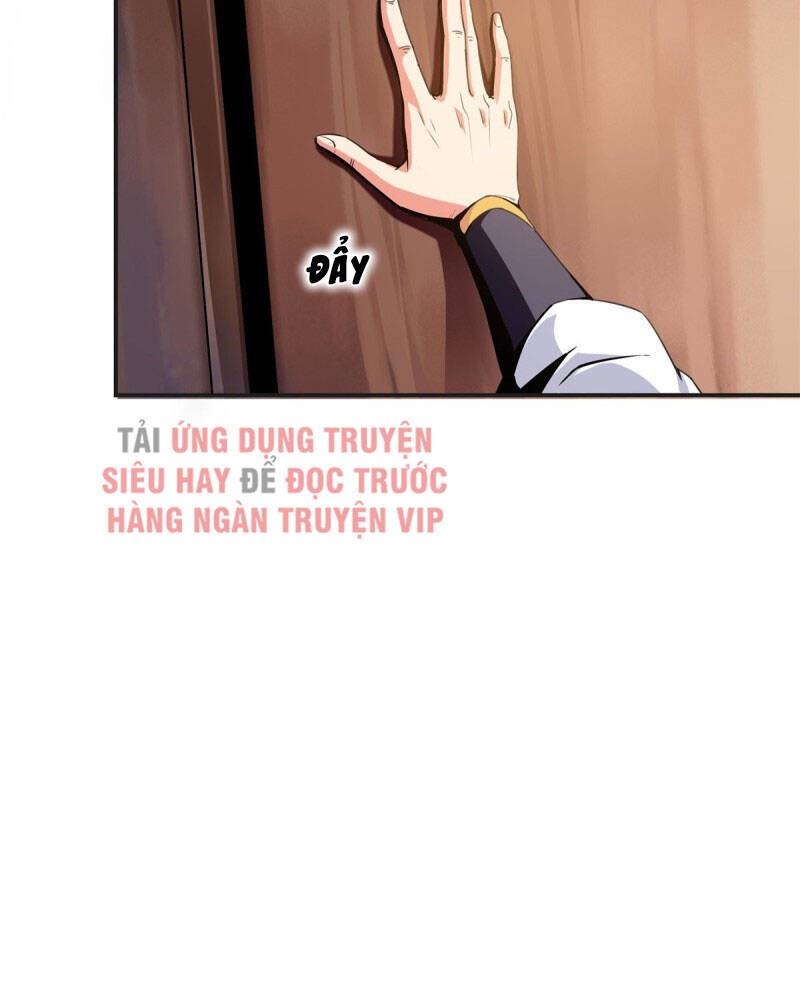 ĐẨY
TẢI ỨNG DỤNG TRUYỆN
SIÊU HAY ĐỂ ĐỌC TRƯỚC
HÀNG NGÀN TRUYỆN VIP